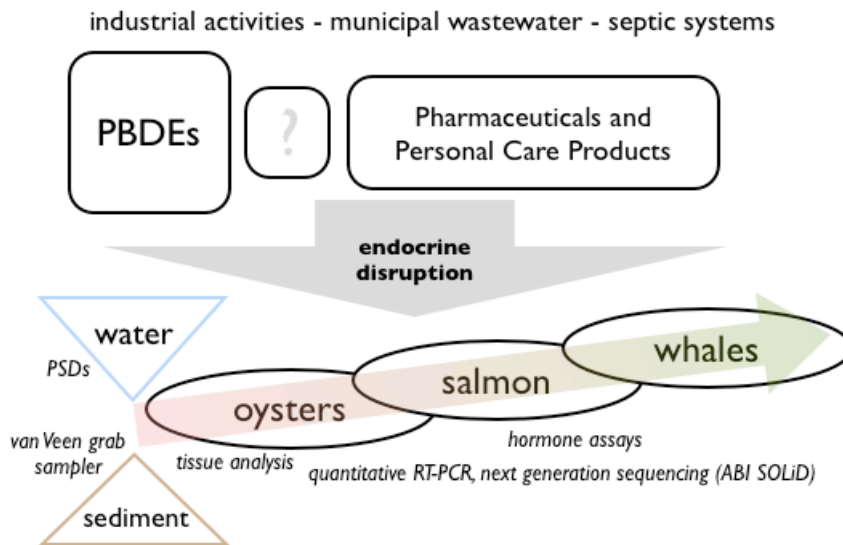 industrial activities - municipal wastewater - septic systems
PBDEs
?
Pharmaceuticals and
Personal Care Products
endocrine
disruption
water
PSDs
whales
salmon
oysters
van Veen grab
sampler
tissue analysis
hormone assays
quantitative RT-PCR, next generation sequencing (ABI SOLiD)
sediment